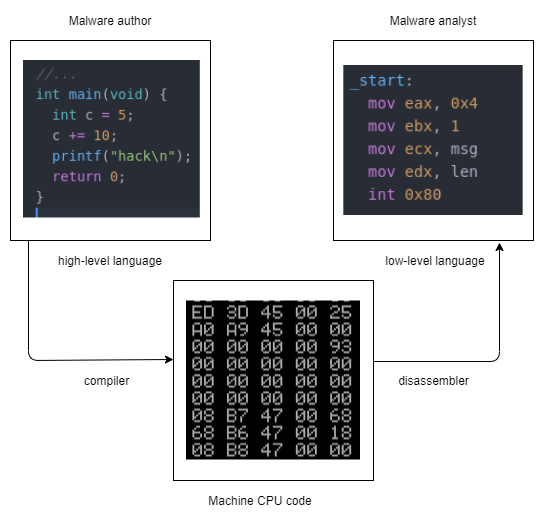 Malware author
Malware analyst
//...
int main(void) {
int c = 5;
c += 10;
printf("hack\n");
return 0;
}
_start:
mov eax, 0x4
mov ebx, 1
mov ecx, msg
mov edx, len
int 0x80
high-level language
low-level language
compiler
disassembler
ED 3D 45 00 25
A0 A9 45 00 00
00 00 00 00 93
00 00 00 00 00
00 00 00 00 00
00 00 00 00 00
08 B7 47 00 68
68 B6 47 00 18
08 B8 47 00 00
Machine CPU code